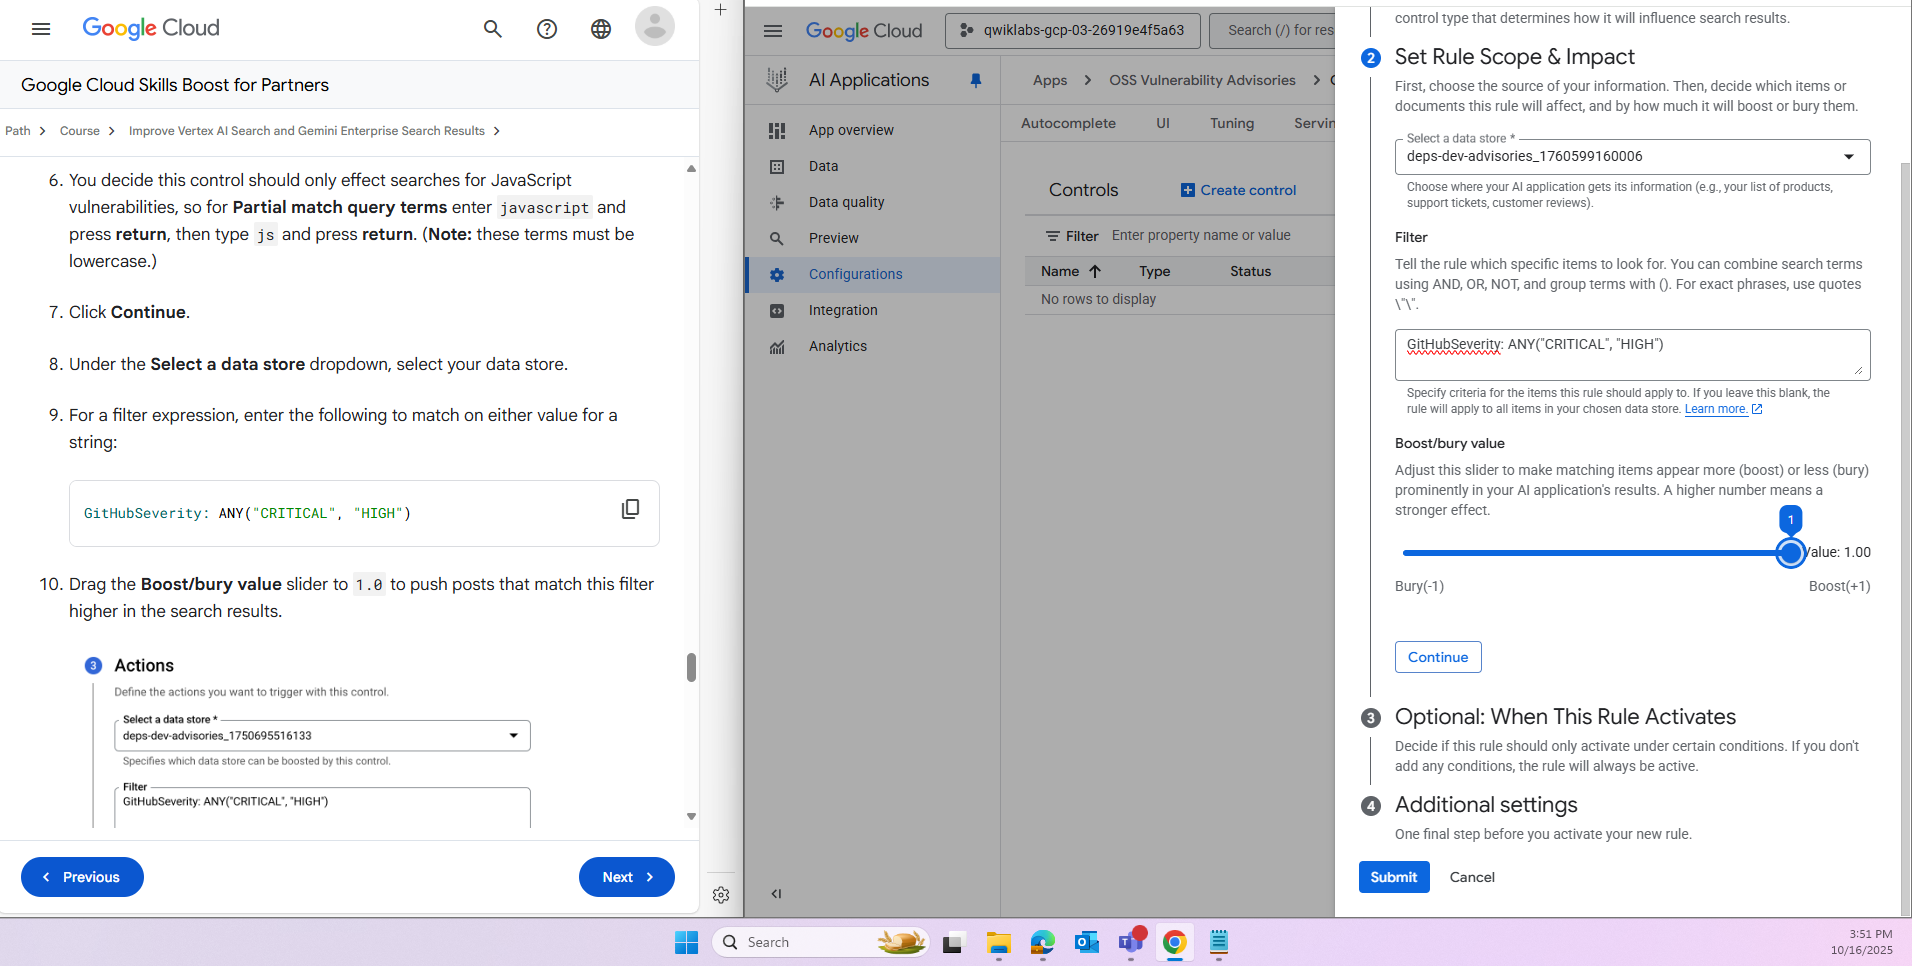 Google Cloud
Google Cloud Skills Boost for Partners
Path > Course > Improve Vertex AI Search and Gemini Enterprise Search Results >
6. You decide this control should only effect searches for JavaScript
vulnerabilities, so for Partial match query terms enter javascript and
press return, then type js and press return. (Note: these terms must be
lowercase.)
7. Click Continue.
8. Under the Select a data store dropdown, select your data store.
9. For a filter expression, enter the following to match on either value for a
string:
GitHubSeverity: ANY("CRITICAL", "HIGH")
10. Drag the Boost/bury value slider to 1.0 to push posts that match this filter
higher in the search results.
3 Actions
Define the actions you want to trigger with this control.
Select a data store *
deps-dev-advisories_1750695516133
Specifies which data store can be boosted by this control.
Filter
GitHubSeverity: ANY("CRITICAL", "HIGH")
Previous
Next
Google Cloud
qwiklabs-gcp-03-26919e4f5a63
Search (/) for res
AI Applications
Apps > OSS Vulnerability Advisories >
App overview
Data
Data quality
Preview
Configurations
Integration
Analytics
Autocomplete UI Tuning Servin
Controls
Create control
Filter Enter property name or value
Name Type Status
No rows to display
control type that determines how it will influence search results.
2 Set Rule Scope & Impact
First, choose the source of your information. Then, decide which items or
documents this rule will affect, and by how much it will boost or bury them.
Select a data store *
deps-dev-advisories_1760599160006
Choose where your AI application gets its information (e.g., your list of products,
support tickets, customer reviews).
Filter
Tell the rule which specific items to look for. You can combine search terms
using AND, OR, NOT, and group terms with (). For exact phrases, use quotes
\"\".
GitHubSeverity: ANY("CRITICAL", "HIGH")
Specify criteria for the items this rule should apply to. If you leave this blank, the
rule will apply to all items in your chosen data store. Learn more.
Boost/bury value
Adjust this slider to make matching items appear more (boost) or less (bury)
prominently in your AI application's results. A higher number means a
stronger effect.
1
alue: 1.00
Bury(-1)
Boost(+1)
Continue
3 Optional: When This Rule Activates
Decide if this rule should only activate under certain conditions. If you don't
add any conditions, the rule will always be active.
4 Additional settings
One final step before you activate your new rule.
Submit
Cancel
Search
3:51 PM
10/16/2025